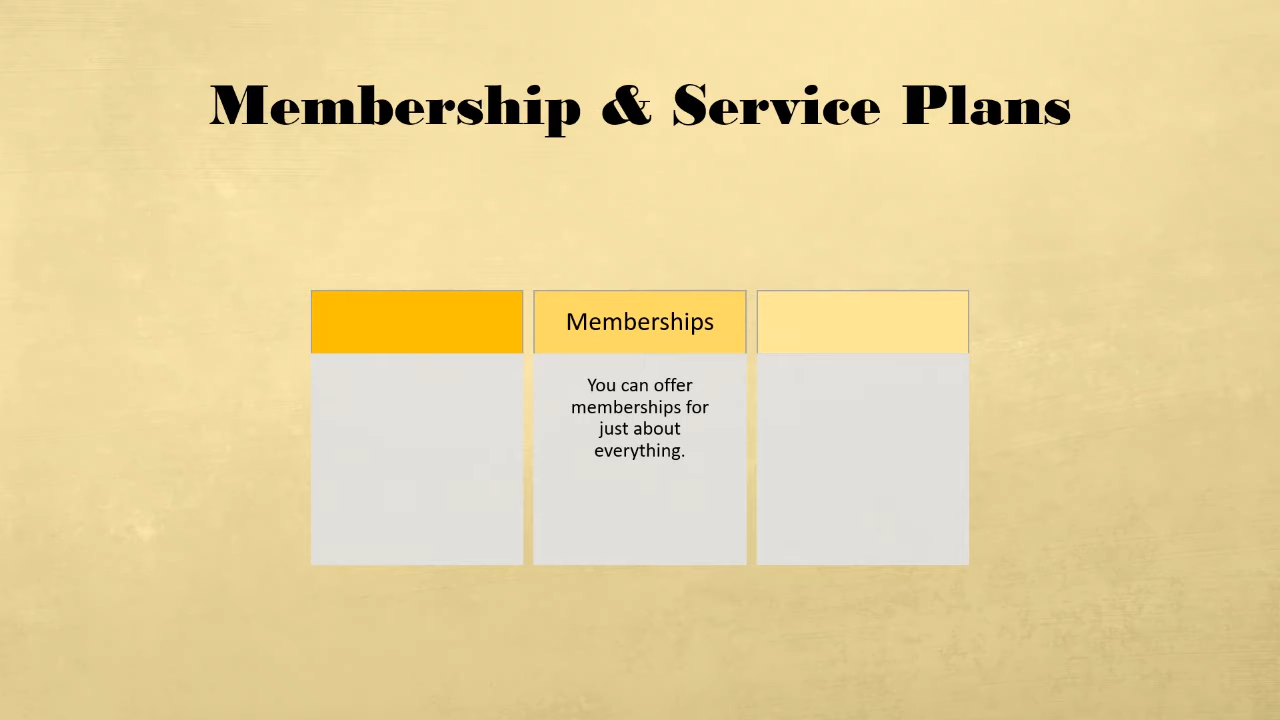 Membership & Service Plans
Memberships
You can offer
memberships for
just about
everything.